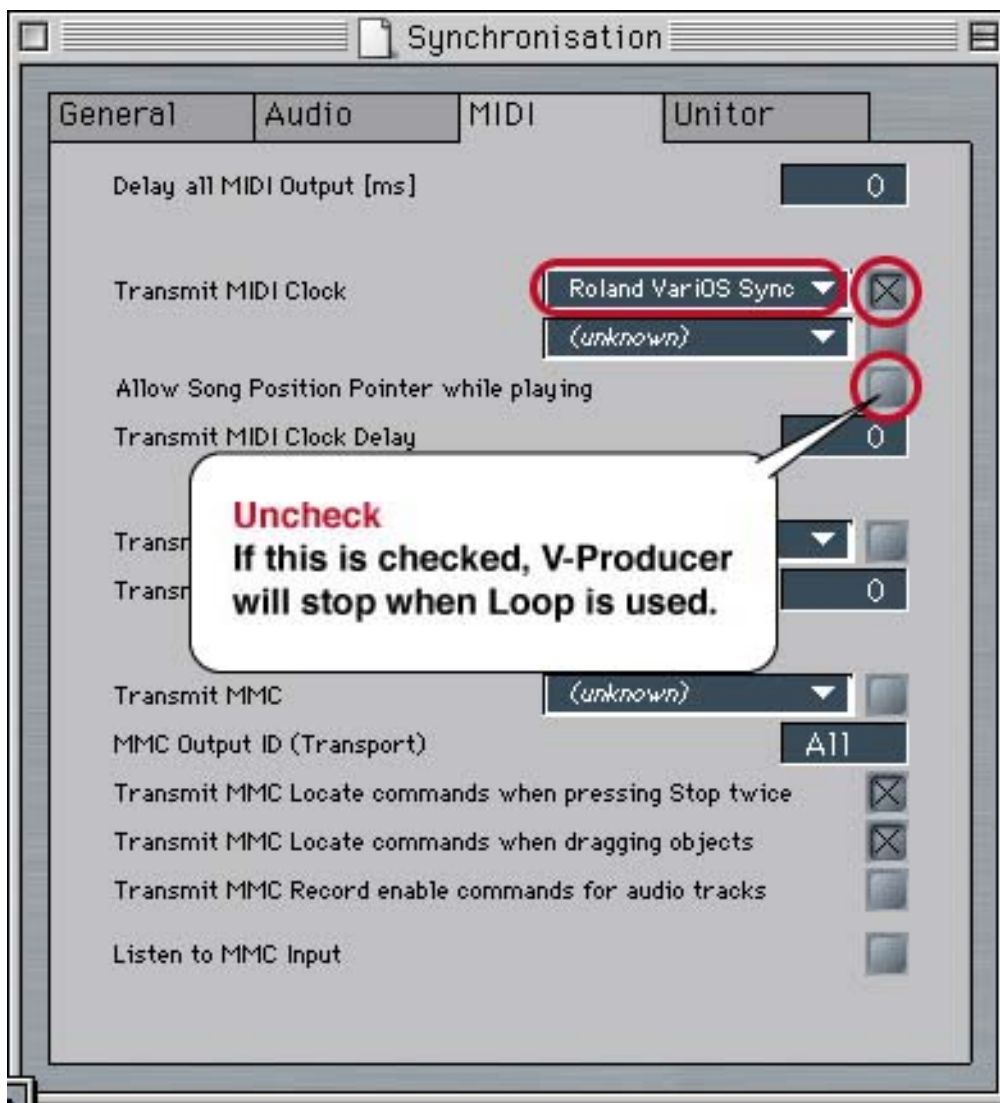 Synchronisation
General Audio MIDI Unitor
Delay all MIDI Output [ms] 0
Transmit MIDI Clock Roland VariOS Sync
(unknown)
Allow Song Position Pointer while playing
Transmit MIDI Clock Delay 0
Uncheck
If this is checked, V-Producer
will stop when Loop is used.
0
Transmit MMC (unknown)
MMC Output ID (Transport) All
Transmit MMC Locate commands when pressing Stop twice
Transmit MMC Locate commands when dragging objects
Transmit MMC Record enable commands for audio tracks
Listen to MMC Input